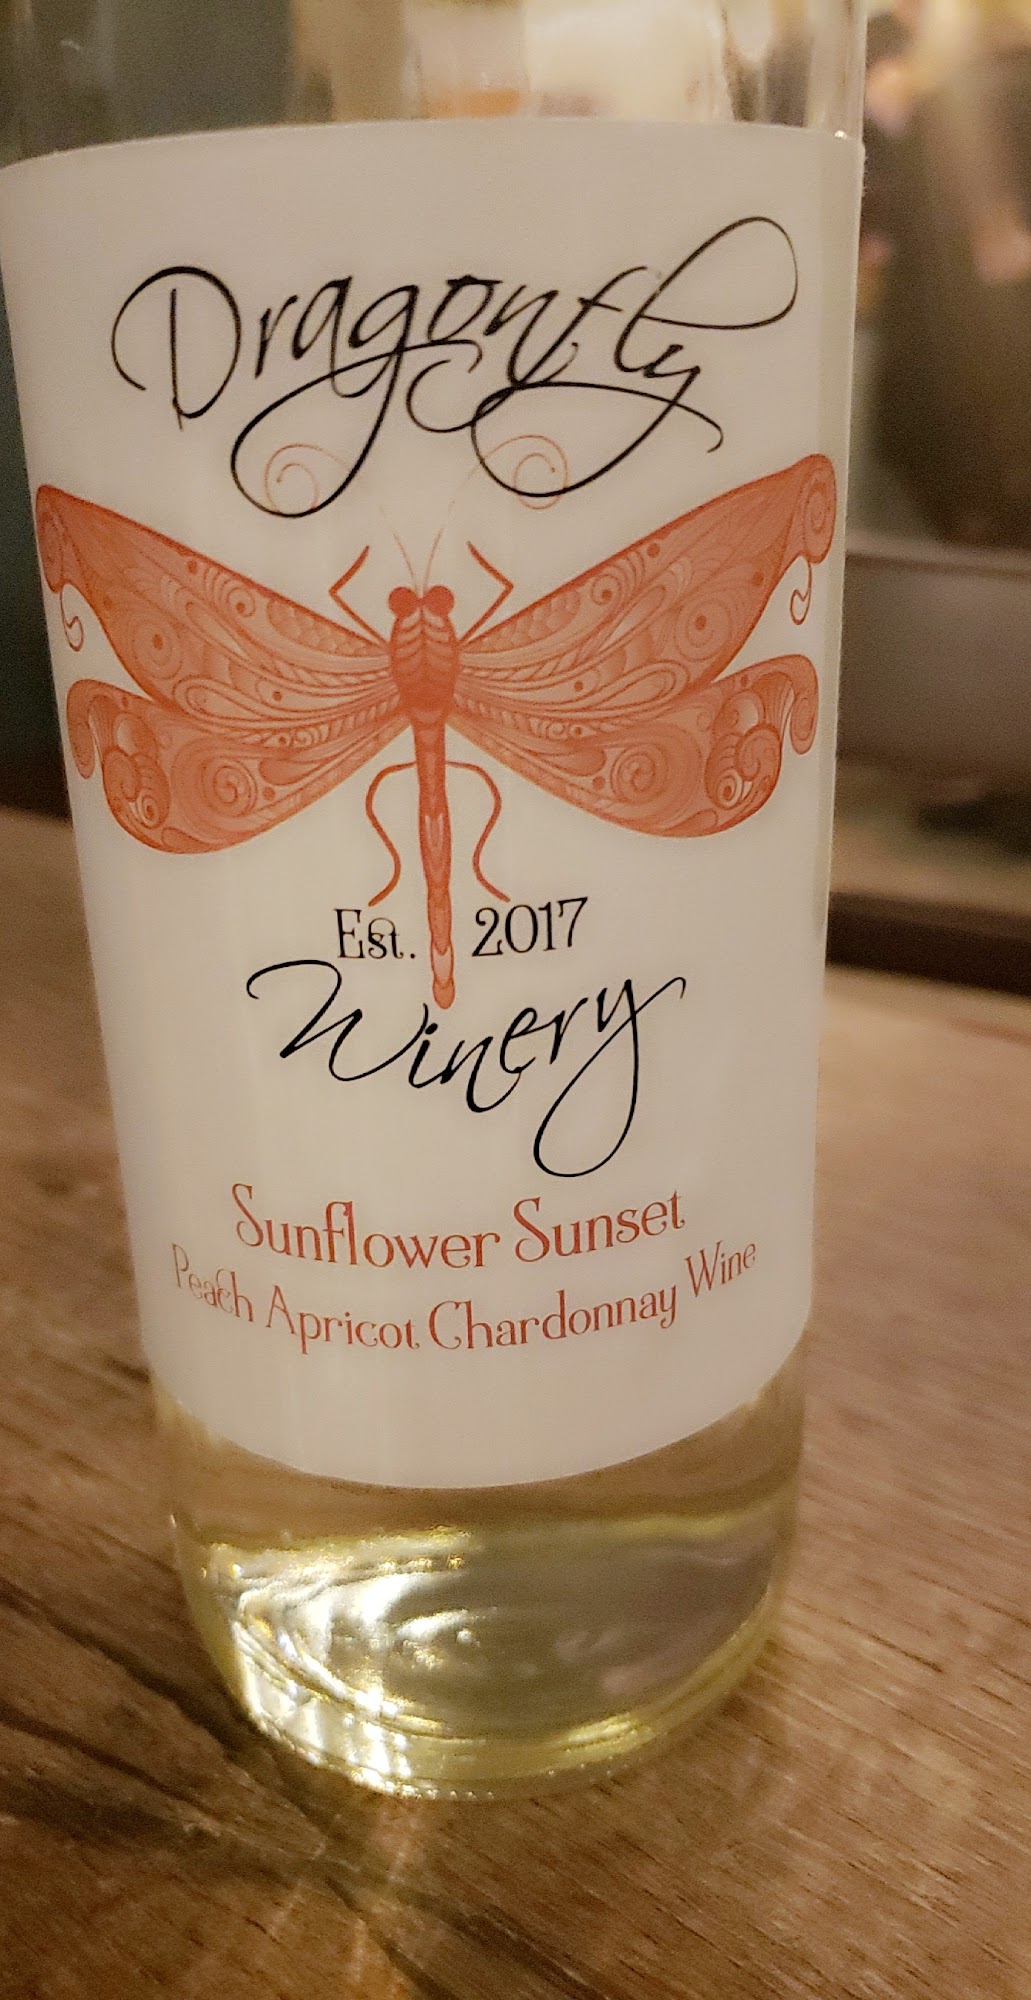 Dragonfly
Est. 2017
Winery
Sunflower Sunset
Peach Apricot Chardonnay Wine